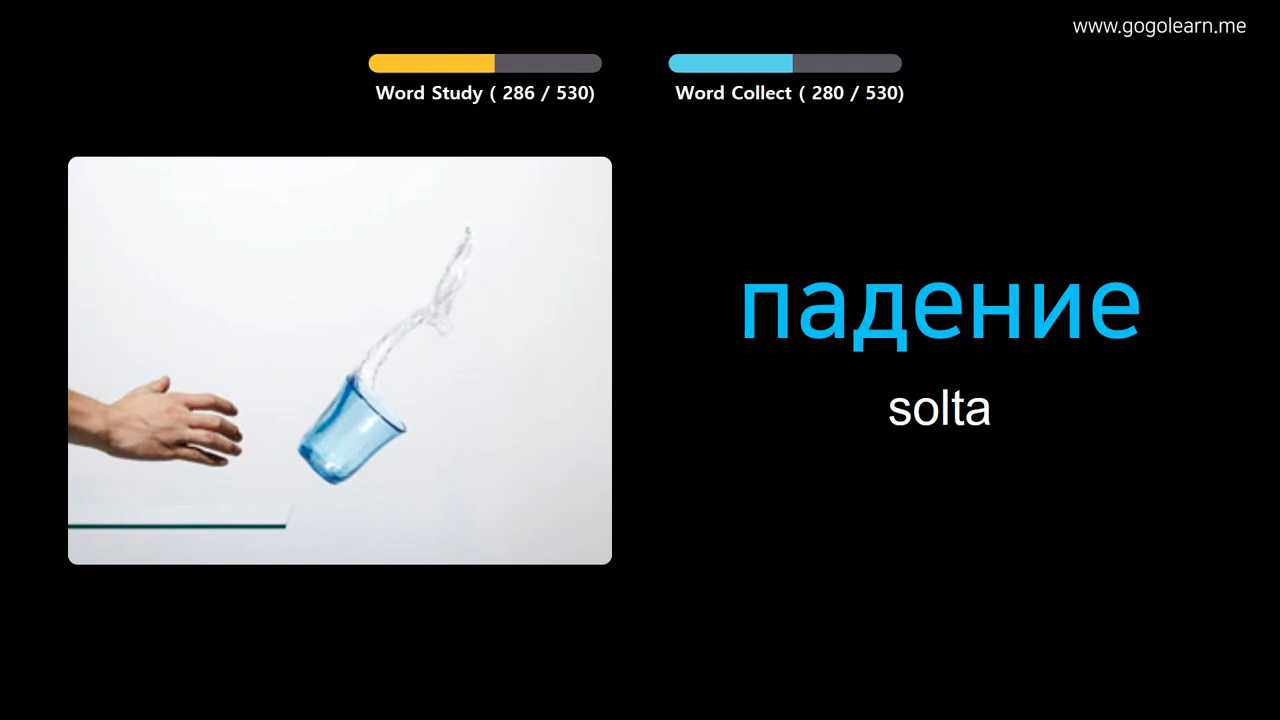 www.gogolearn.me
Word Study ( 286 / 530)
Word Collect ( 280 / 530)
падение
solta